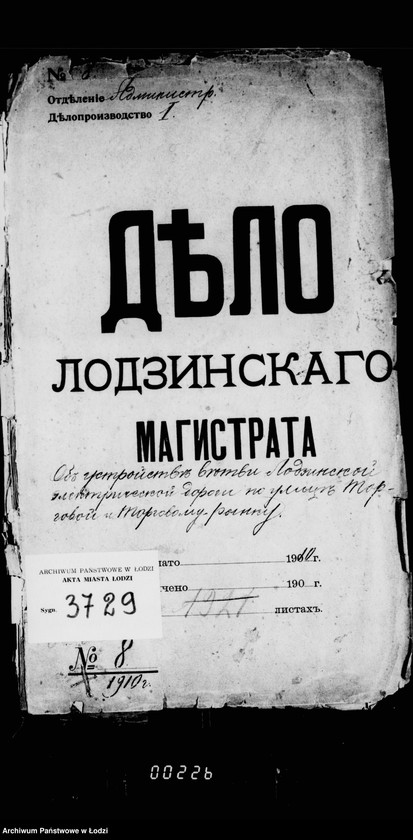 № 8
Отдѣленіе Администр.
Дѣлопроизводство I.
ДѢЛО
ЛОДЗИНСКАГО
МАГИСТРАТА
Объ устройствѣ вѣтви Лодзинской
электрической дороги по улицѣ Тор-
говой и Торговому рынку.
ато 1910 г.
чено 190 г.
листахъ.
ARCHIWUM PAŃSTWOWE W ŁODZI
AKTA MIASTA ŁODZI
Sygn. 3729
№ 8
1910 г.
00226
Archiwum Państwowe w Łodzi